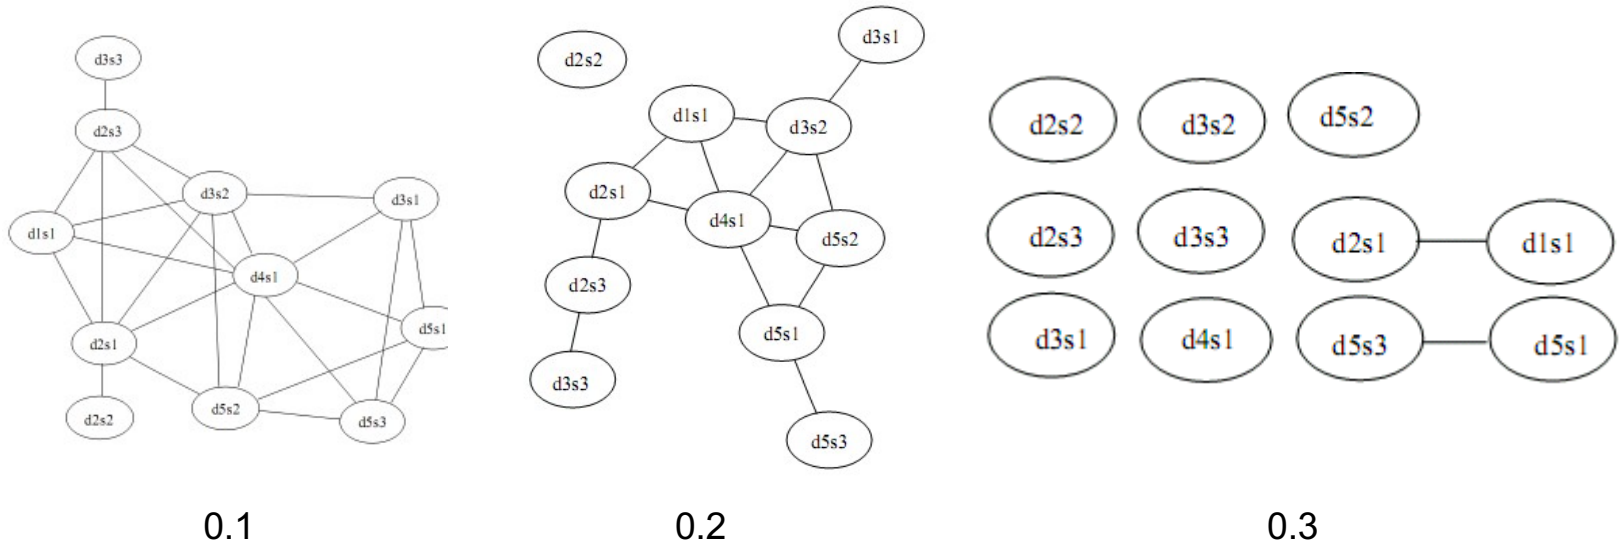 d3s3
d2s3
d3s2
d3s1
d1s1
d4s1
d5s1
d2s1
d5s2
d2s2
d5s3
0.1
d3s1
d2s2
d1s1
d3s2
d2s1
d4s1
d5s2
d2s3
d5s1
d3s3
d5s3
0.2
d2s2 d3s2 d5s2
d2s3 d3s3 d2s1 d1s1
d3s1 d4s1 d5s3 d5s1
0.3